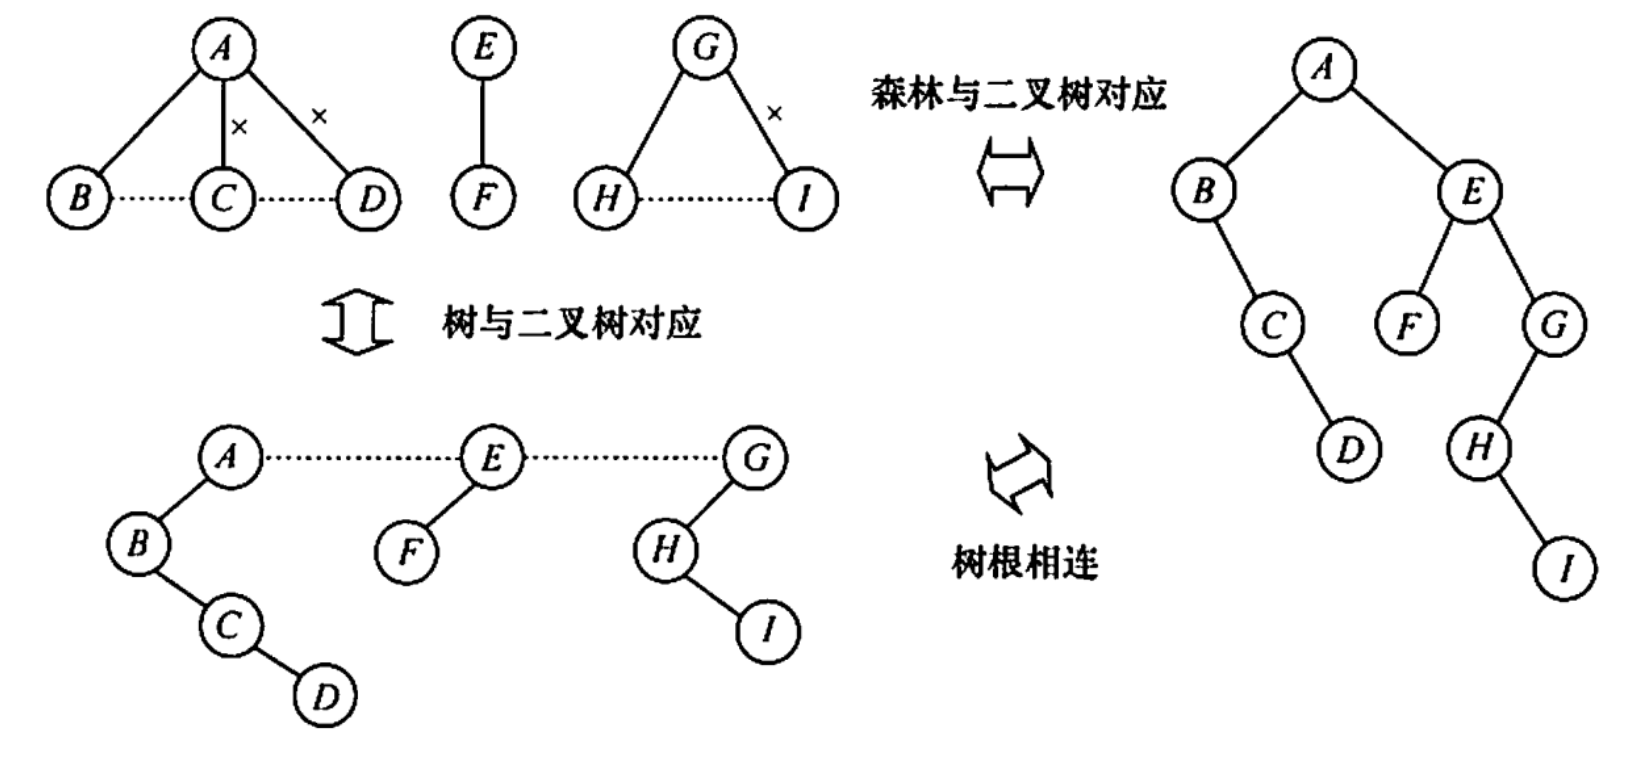 A E G
× × ×
B C D F H I
森林与二叉树对应
A
B E
C F G
D H
I
树与二叉树对应
A E G
B F H
C I
D
树根相连